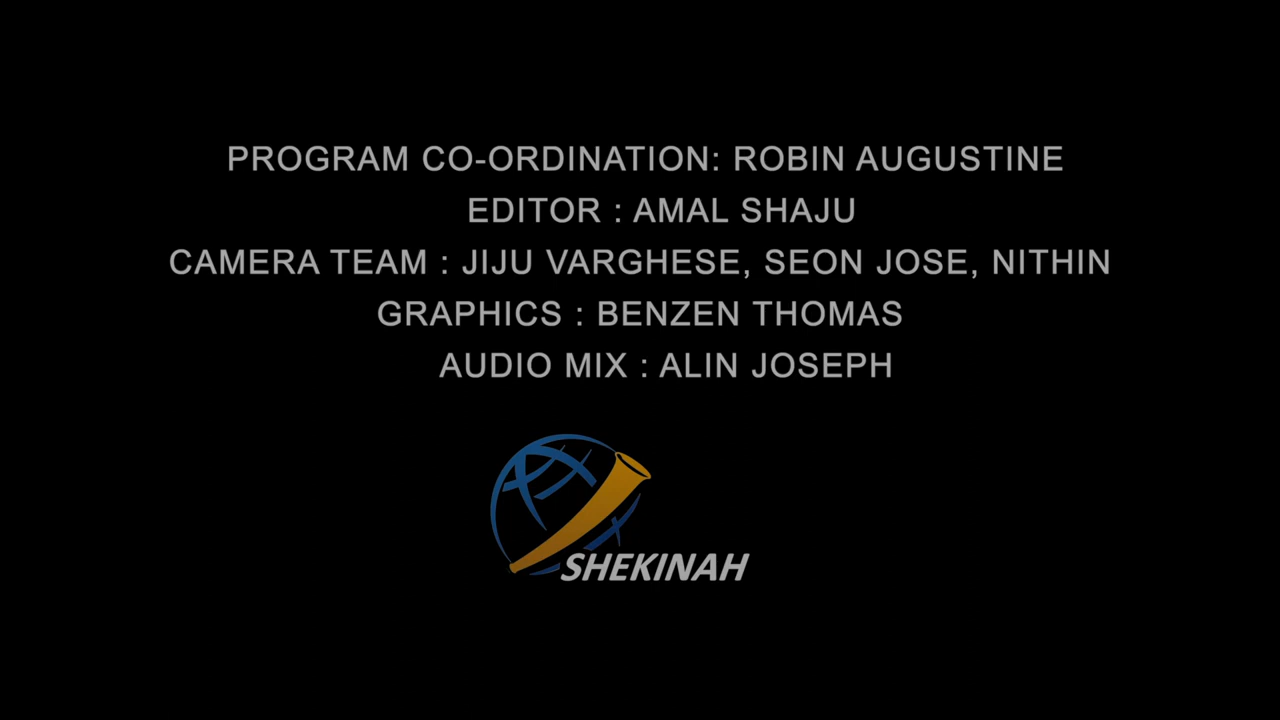 PROGRAM CO-ORDINATION: ROBIN AUGUSTINE
EDITOR : AMAL SHAJU
CAMERA TEAM : JIJU VARGHESE, SEON JOSE, NITHIN
GRAPHICS : BENZEN THOMAS
AUDIO MIX : ALIN JOSEPH
SHEKINAH